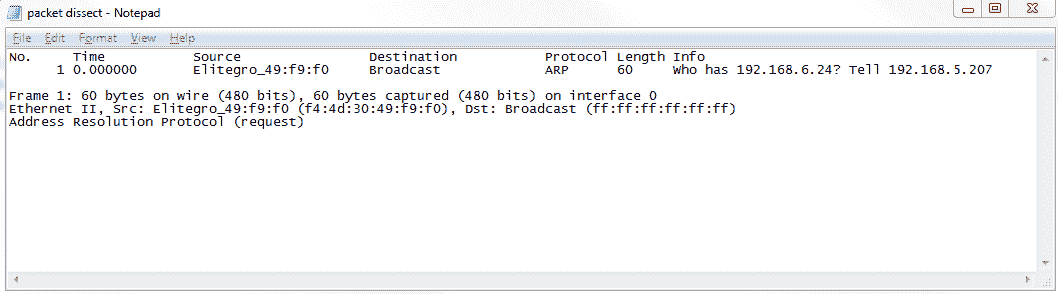 packet dissect - Notepad
File Edit Format View Help
No. Time Source Destination Protocol Length Info
1 0.000000 Elitegro_49:f9:f0 Broadcast ARP 60 Who has 192.168.6.24? Tell 192.168.5.207
Frame 1: 60 bytes on wire (480 bits), 60 bytes captured (480 bits) on interface 0
Ethernet II, Src: Elitegro_49:f9:f0 (f4:4d:30:49:f9:f0), Dst: Broadcast (ff:ff:ff:ff:ff:ff)
Address Resolution Protocol (request)